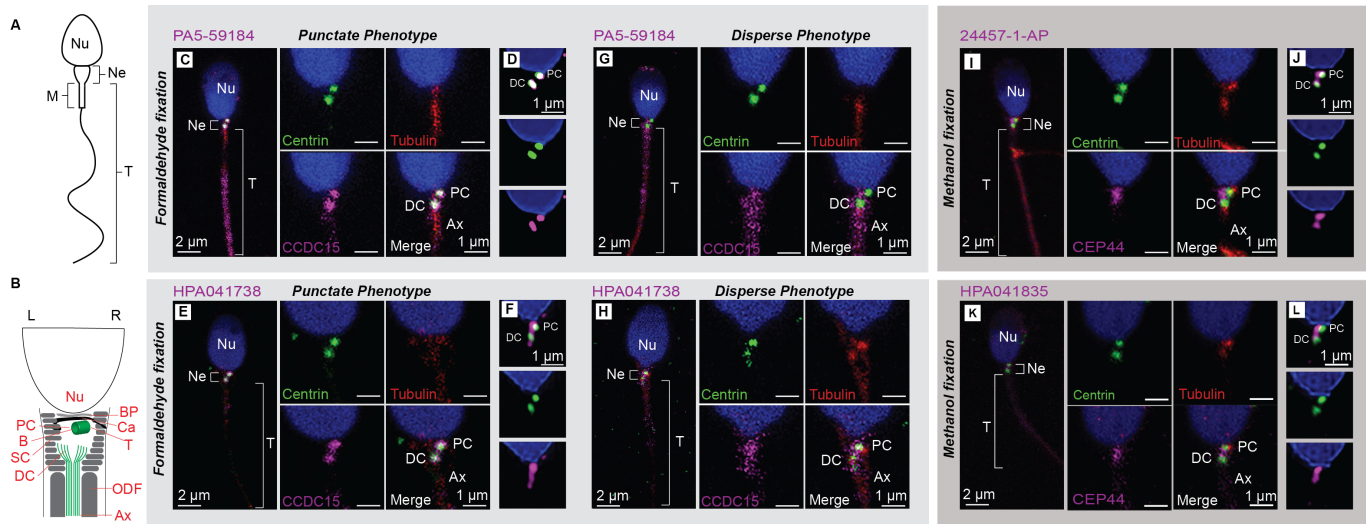 A
Nu
Ne
M
T
B
L
R
Nu
BP
PC
Ca
B
T
SC
DC
ODF
Ax
Formaldehyde fixation
PA5-59184
Punctate Phenotype
C
Nu
Ne
T
2 µm
Centrin
Tubulin
CCDC15
PC
DC
Ax
Merge
1 µm
D
PC
DC
1 µm
PA5-59184
Disperse Phenotype
G
Nu
Ne
T
2 µm
Centrin
Tubulin
CCDC15
PC
DC
Ax
Merge
1 µm
Methanol fixation
24457-1-AP
I
Nu
Ne
T
2 µm
Centrin
Tubulin
CEP44
PC
DC
Ax
Merge
1 µm
J
PC
DC
1 µm
Formaldehyde fixation
HPA041738
Punctate Phenotype
E
Nu
Ne
T
2 µm
Centrin
Tubulin
CCDC15
PC
DC
Ax
Merge
1 µm
F
PC
DC
1 µm
HPA041738
Disperse Phenotype
H
Nu
Ne
T
2 µm
Centrin
Tubulin
CCDC15
PC
DC
Ax
Merge
1 µm
Methanol fixation
HPA041835
K
Nu
Ne
T
2 µm
Centrin
Tubulin
CEP44
PC
DC
Ax
Merge
1 µm
L
PC
DC
1 µm